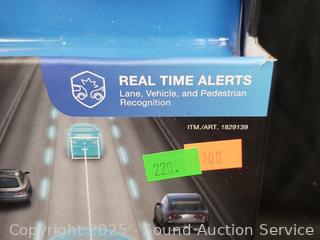 REAL TIME ALERTS
Lane, Vehicle, and Pedestrian
Recognition
ITM./ART. 1829139
220.
100
Copyright 2025 - Sound Auction Service